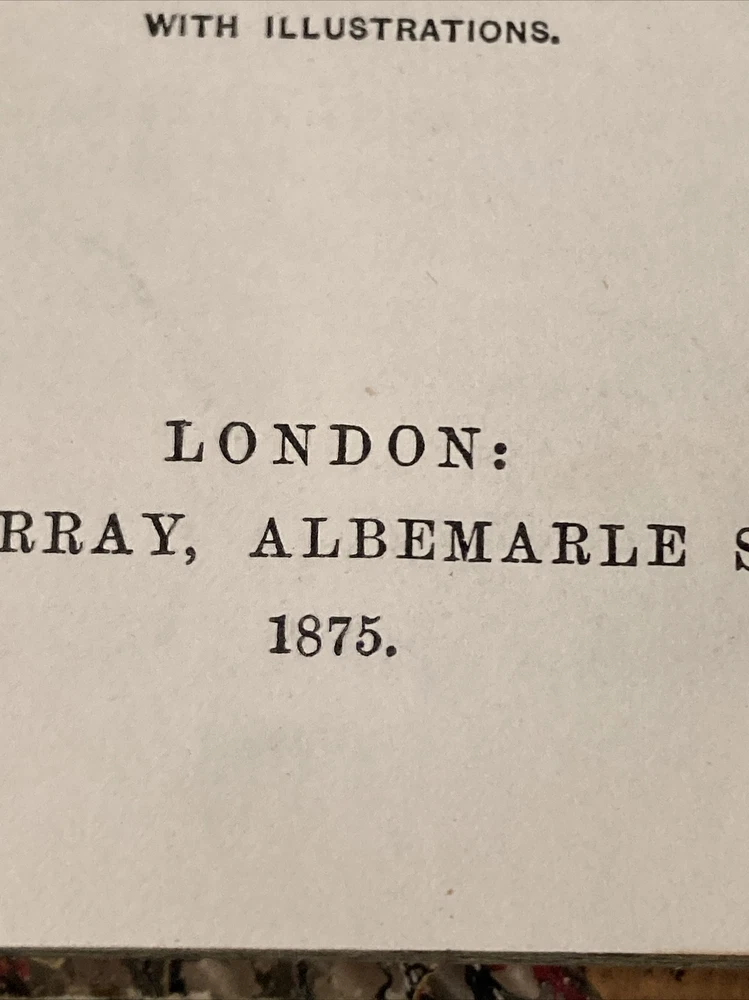 WITH ILLUSTRATIONS.
LONDON:
RRAY, ALBEMARLE S
1875.